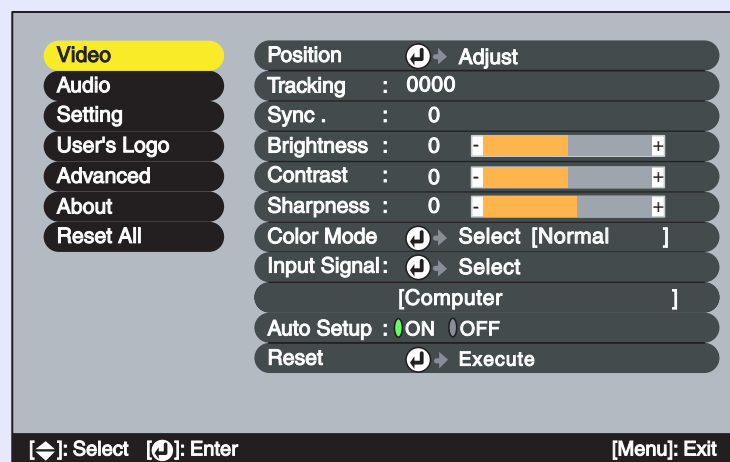 Video
Audio
Setting
User's Logo
Advanced
About
Reset All
Position Adjust
Tracking : 0000
Sync . : 0
Brightness : 0 - +
Contrast : 0 - +
Sharpness : 0 - +
Color Mode Select [Normal ]
Input Signal : Select
[Computer ]
Auto Setup : ON OFF
Reset Execute
[ ]: Select [ ]: Enter [Menu]: Exit